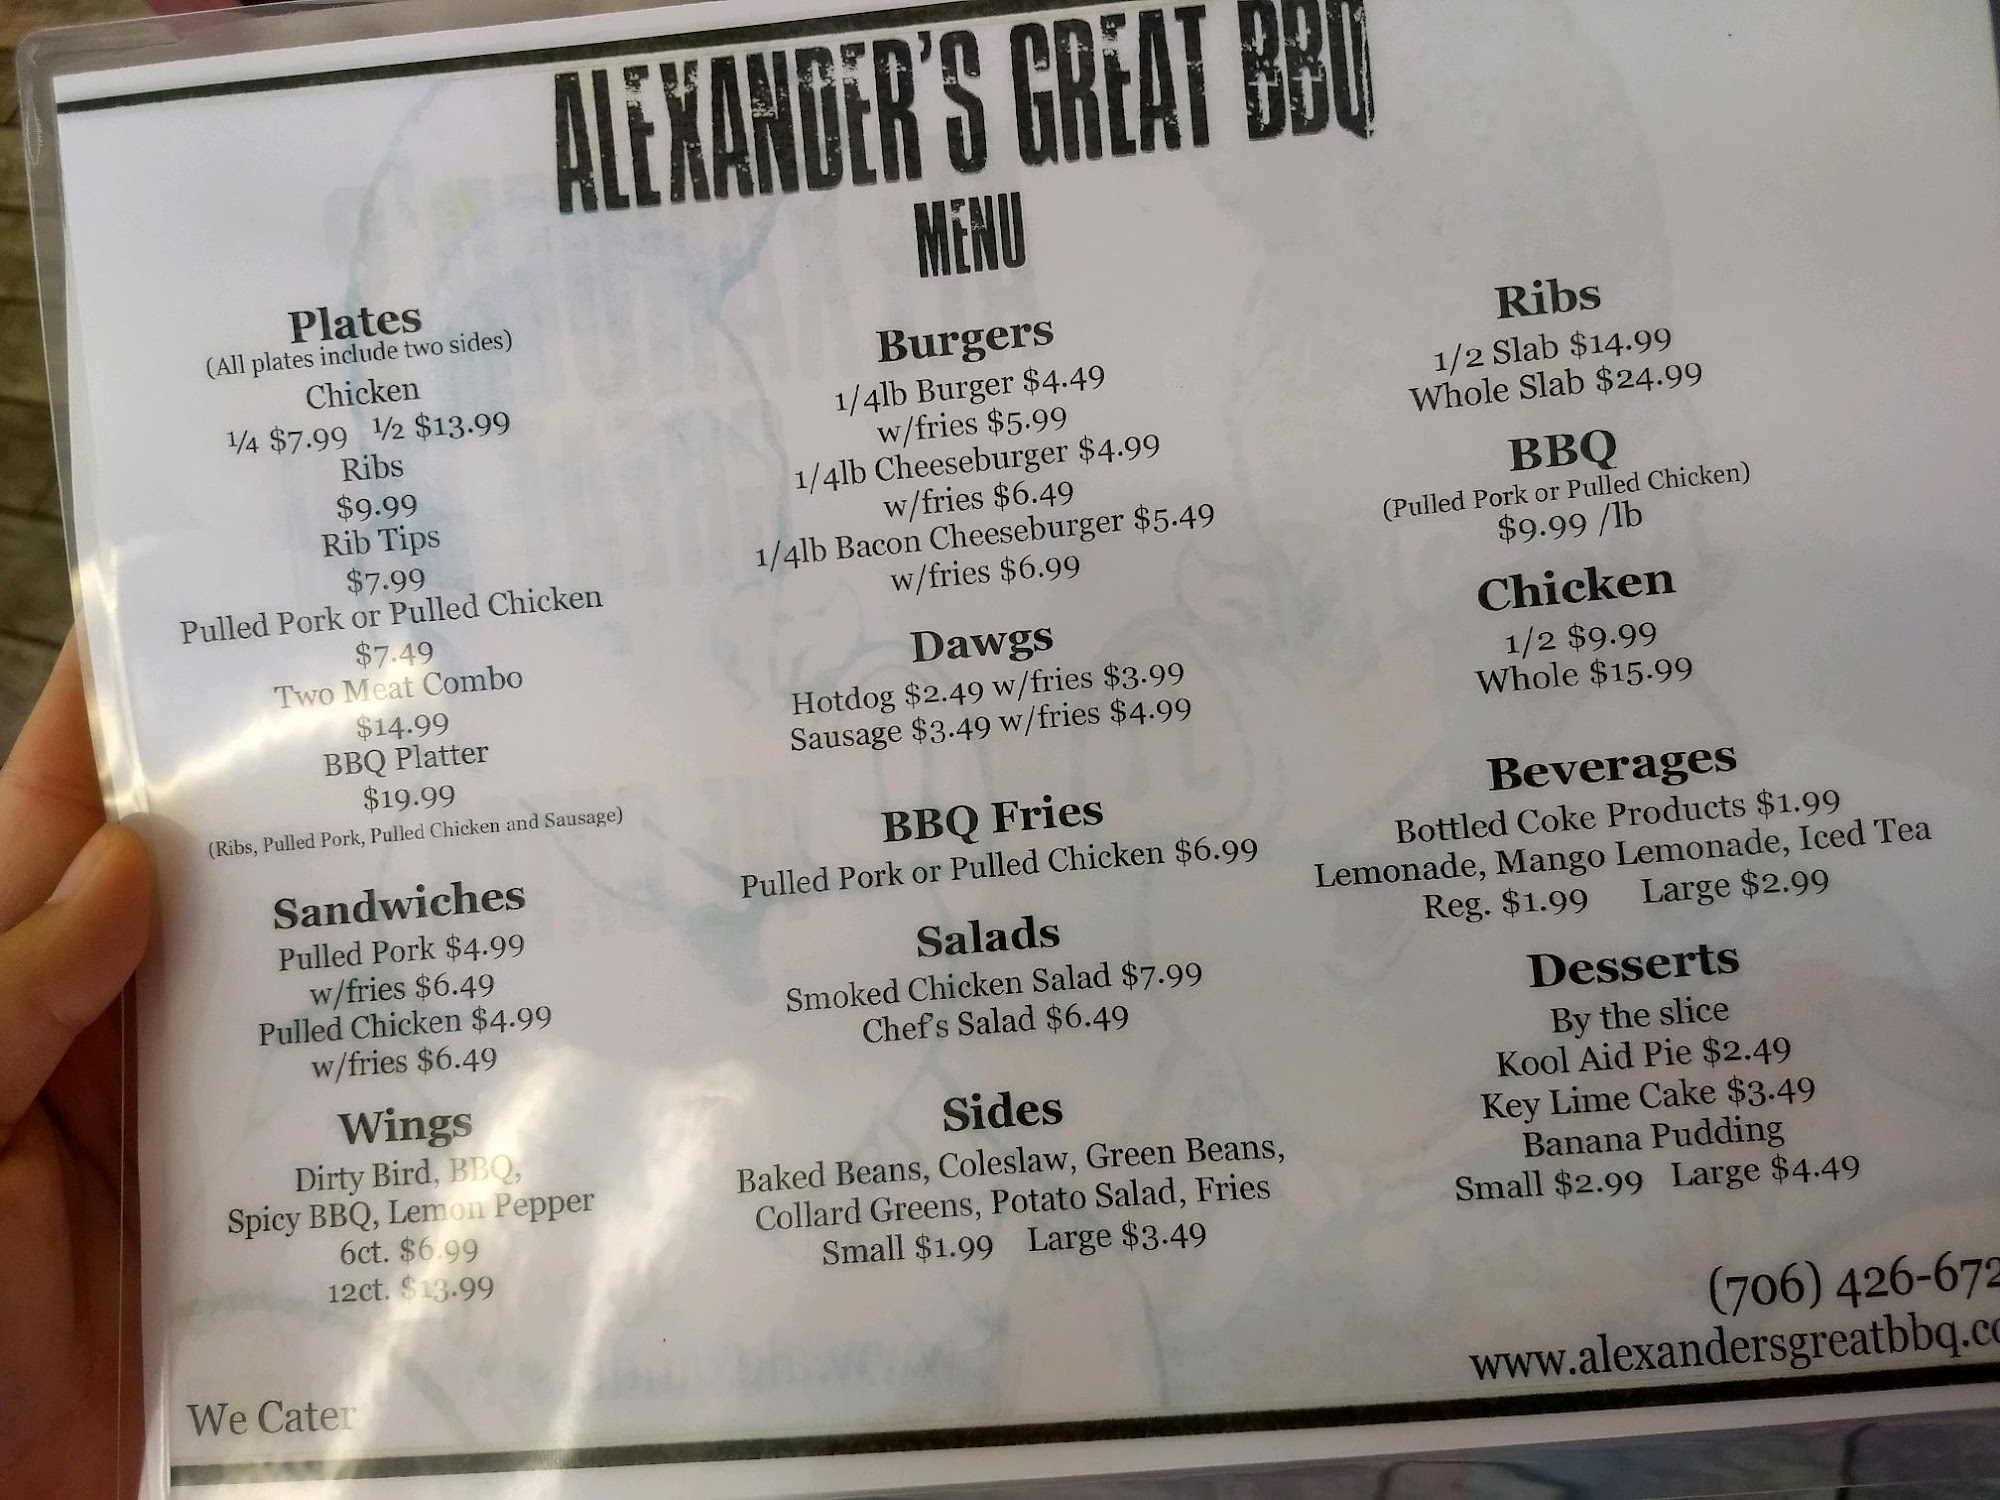 ALEXANDER'S GREAT BBQ
MENU
Plates
(All plates include two sides)
Chicken
¼ $7.99 ½ $13.99
Ribs
$9.99
Rib Tips
$7.99
Pulled Pork or Pulled Chicken
$7.49
Two Meat Combo
$14.99
BBQ Platter
$19.99
(Ribs, Pulled Pork, Pulled Chicken and Sausage)
Sandwiches
Pulled Pork $4.99
w/fries $6.49
Pulled Chicken $4.99
w/fries $6.49
Wings
Dirty Bird, BBQ,
Spicy BBQ, Lemon Pepper
6ct. $6.99
12ct. $13.99
We Cater
Burgers
1/4lb Burger $4.49
w/fries $5.99
1/4lb Cheeseburger $4.99
w/fries $6.49
1/4lb Bacon Cheeseburger $5.49
w/fries $6.99
Dawgs
Hotdog $2.49 w/fries $3.99
Sausage $3.49 w/fries $4.99
BBQ Fries
Pulled Pork or Pulled Chicken $6.99
Salads
Smoked Chicken Salad $7.99
Chef's Salad $6.49
Sides
Baked Beans, Coleslaw, Green Beans,
Collard Greens, Potato Salad, Fries
Small $1.99 Large $3.49
Ribs
1/2 Slab $14.99
Whole Slab $24.99
BBQ
(Pulled Pork or Pulled Chicken)
$9.99 /lb
Chicken
1/2 $9.99
Whole $15.99
Beverages
Bottled Coke Products $1.99
Lemonade, Mango Lemonade, Iced Tea
Reg. $1.99 Large $2.99
Desserts
By the slice
Kool Aid Pie $2.49
Key Lime Cake $3.49
Banana Pudding
Small $2.99 Large $4.49
(706) 426-672
www.alexandersgreatbbq.co